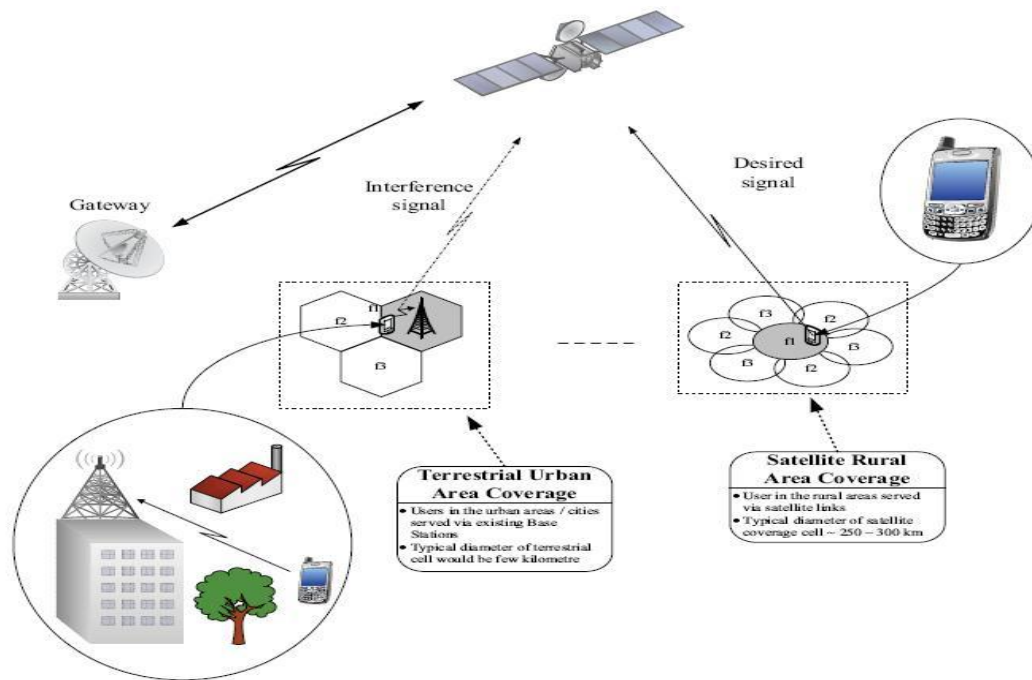 Interference
signal
Desired
signal
Gateway
f1
f2
f3
f3
f2
f2
f1
f3
f3
f2
Terrestrial Urban
Area Coverage
• Users in the urban areas / cities
served via existing Base
Stations
• Typical diameter of terrestrial
cell would be few kilometre
Satellite Rural
Area Coverage
• User in the rural areas served
via satellite links
• Typical diameter of satellite
coverage cell ~ 250 ~ 300 km